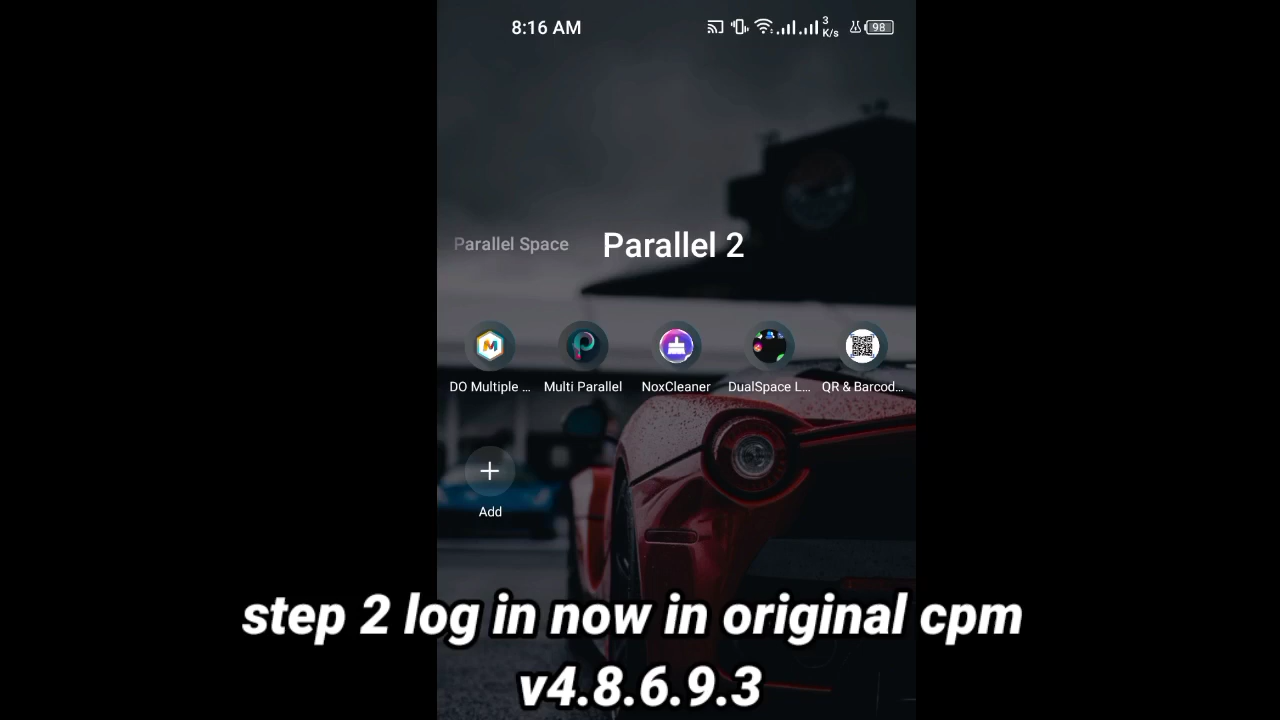 8:16 AM 3 K/s 98
Parallel Space Parallel 2
DO Multiple ... Multi Parallel NoxCleaner DualSpace L... QR & Barcod...
Add
step 2 log in now in original cpm
v4.8.6.9.3